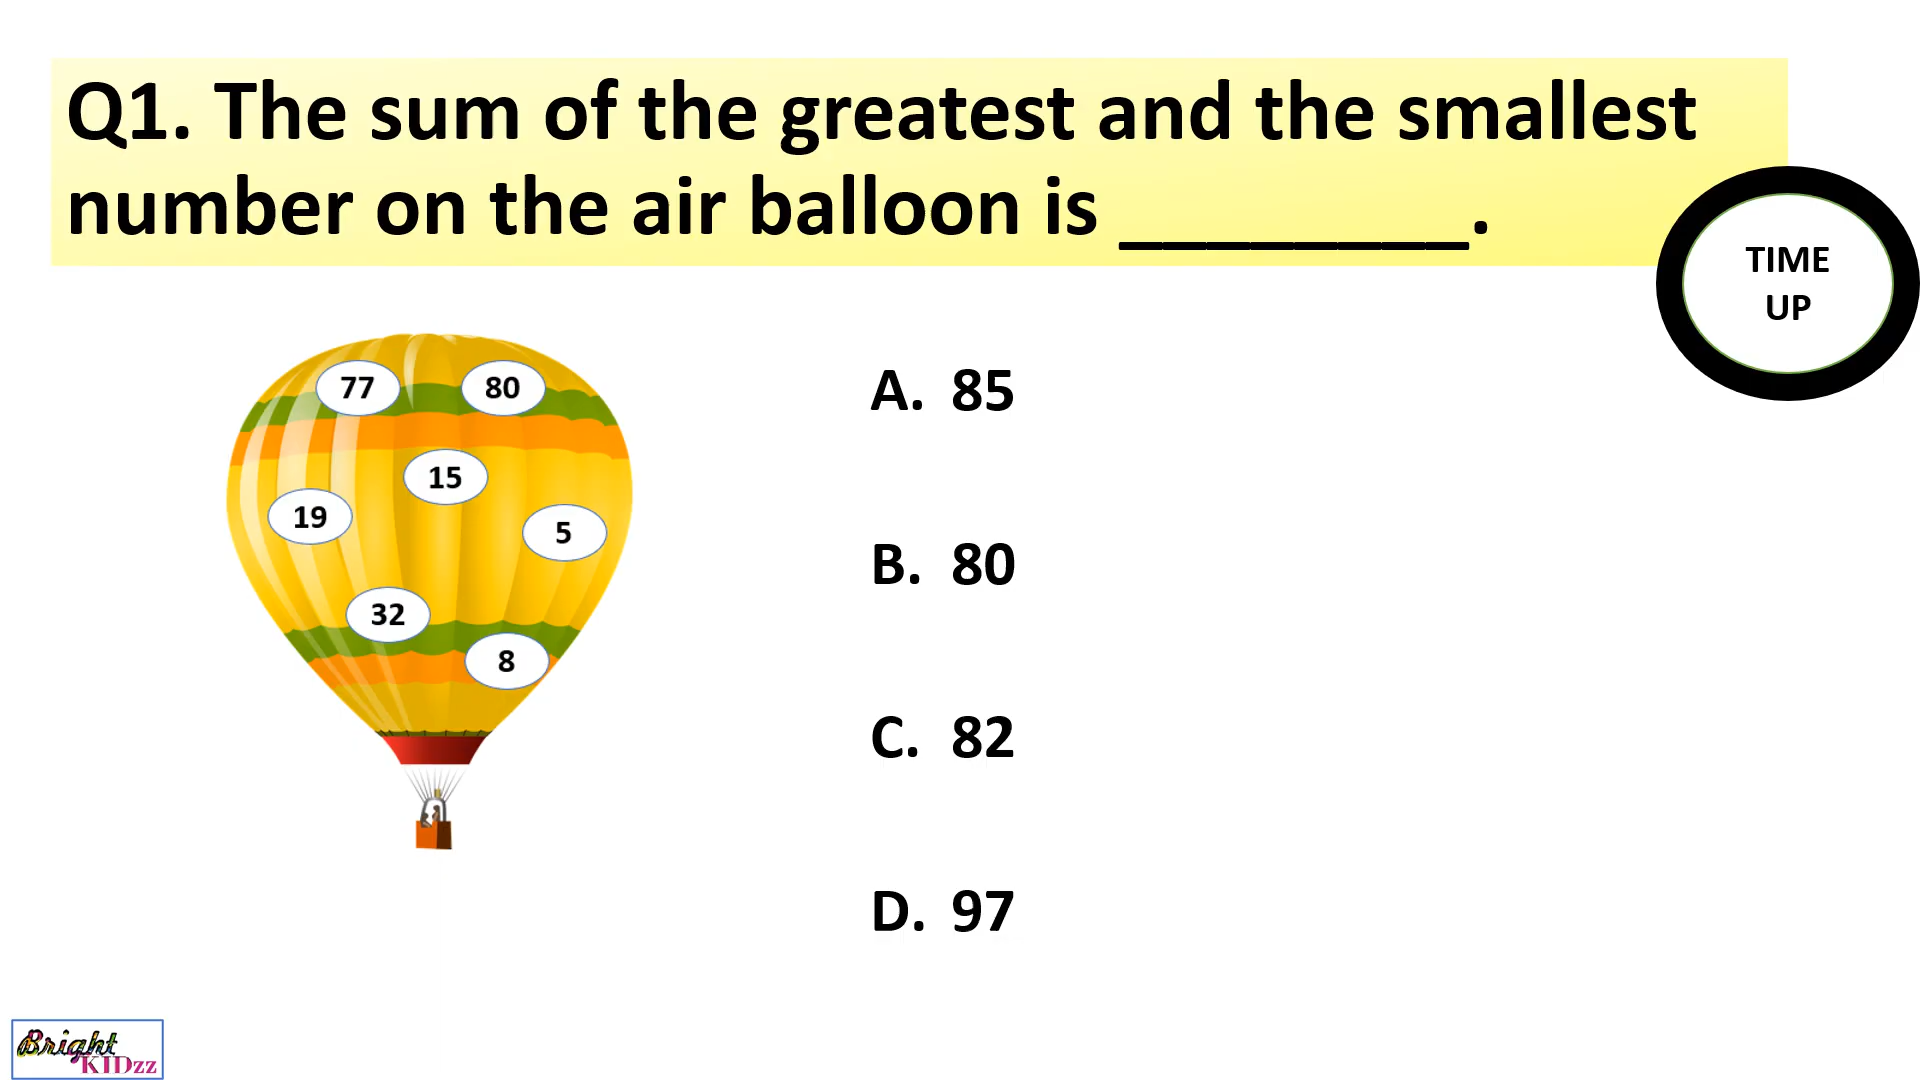 Q1. The sum of the greatest and the smallest
number on the air balloon is ________.
TIME
UP
77
80
15
19
5
32
8
A. 85
B. 80
C. 82
D. 97
Bright
KIDzz